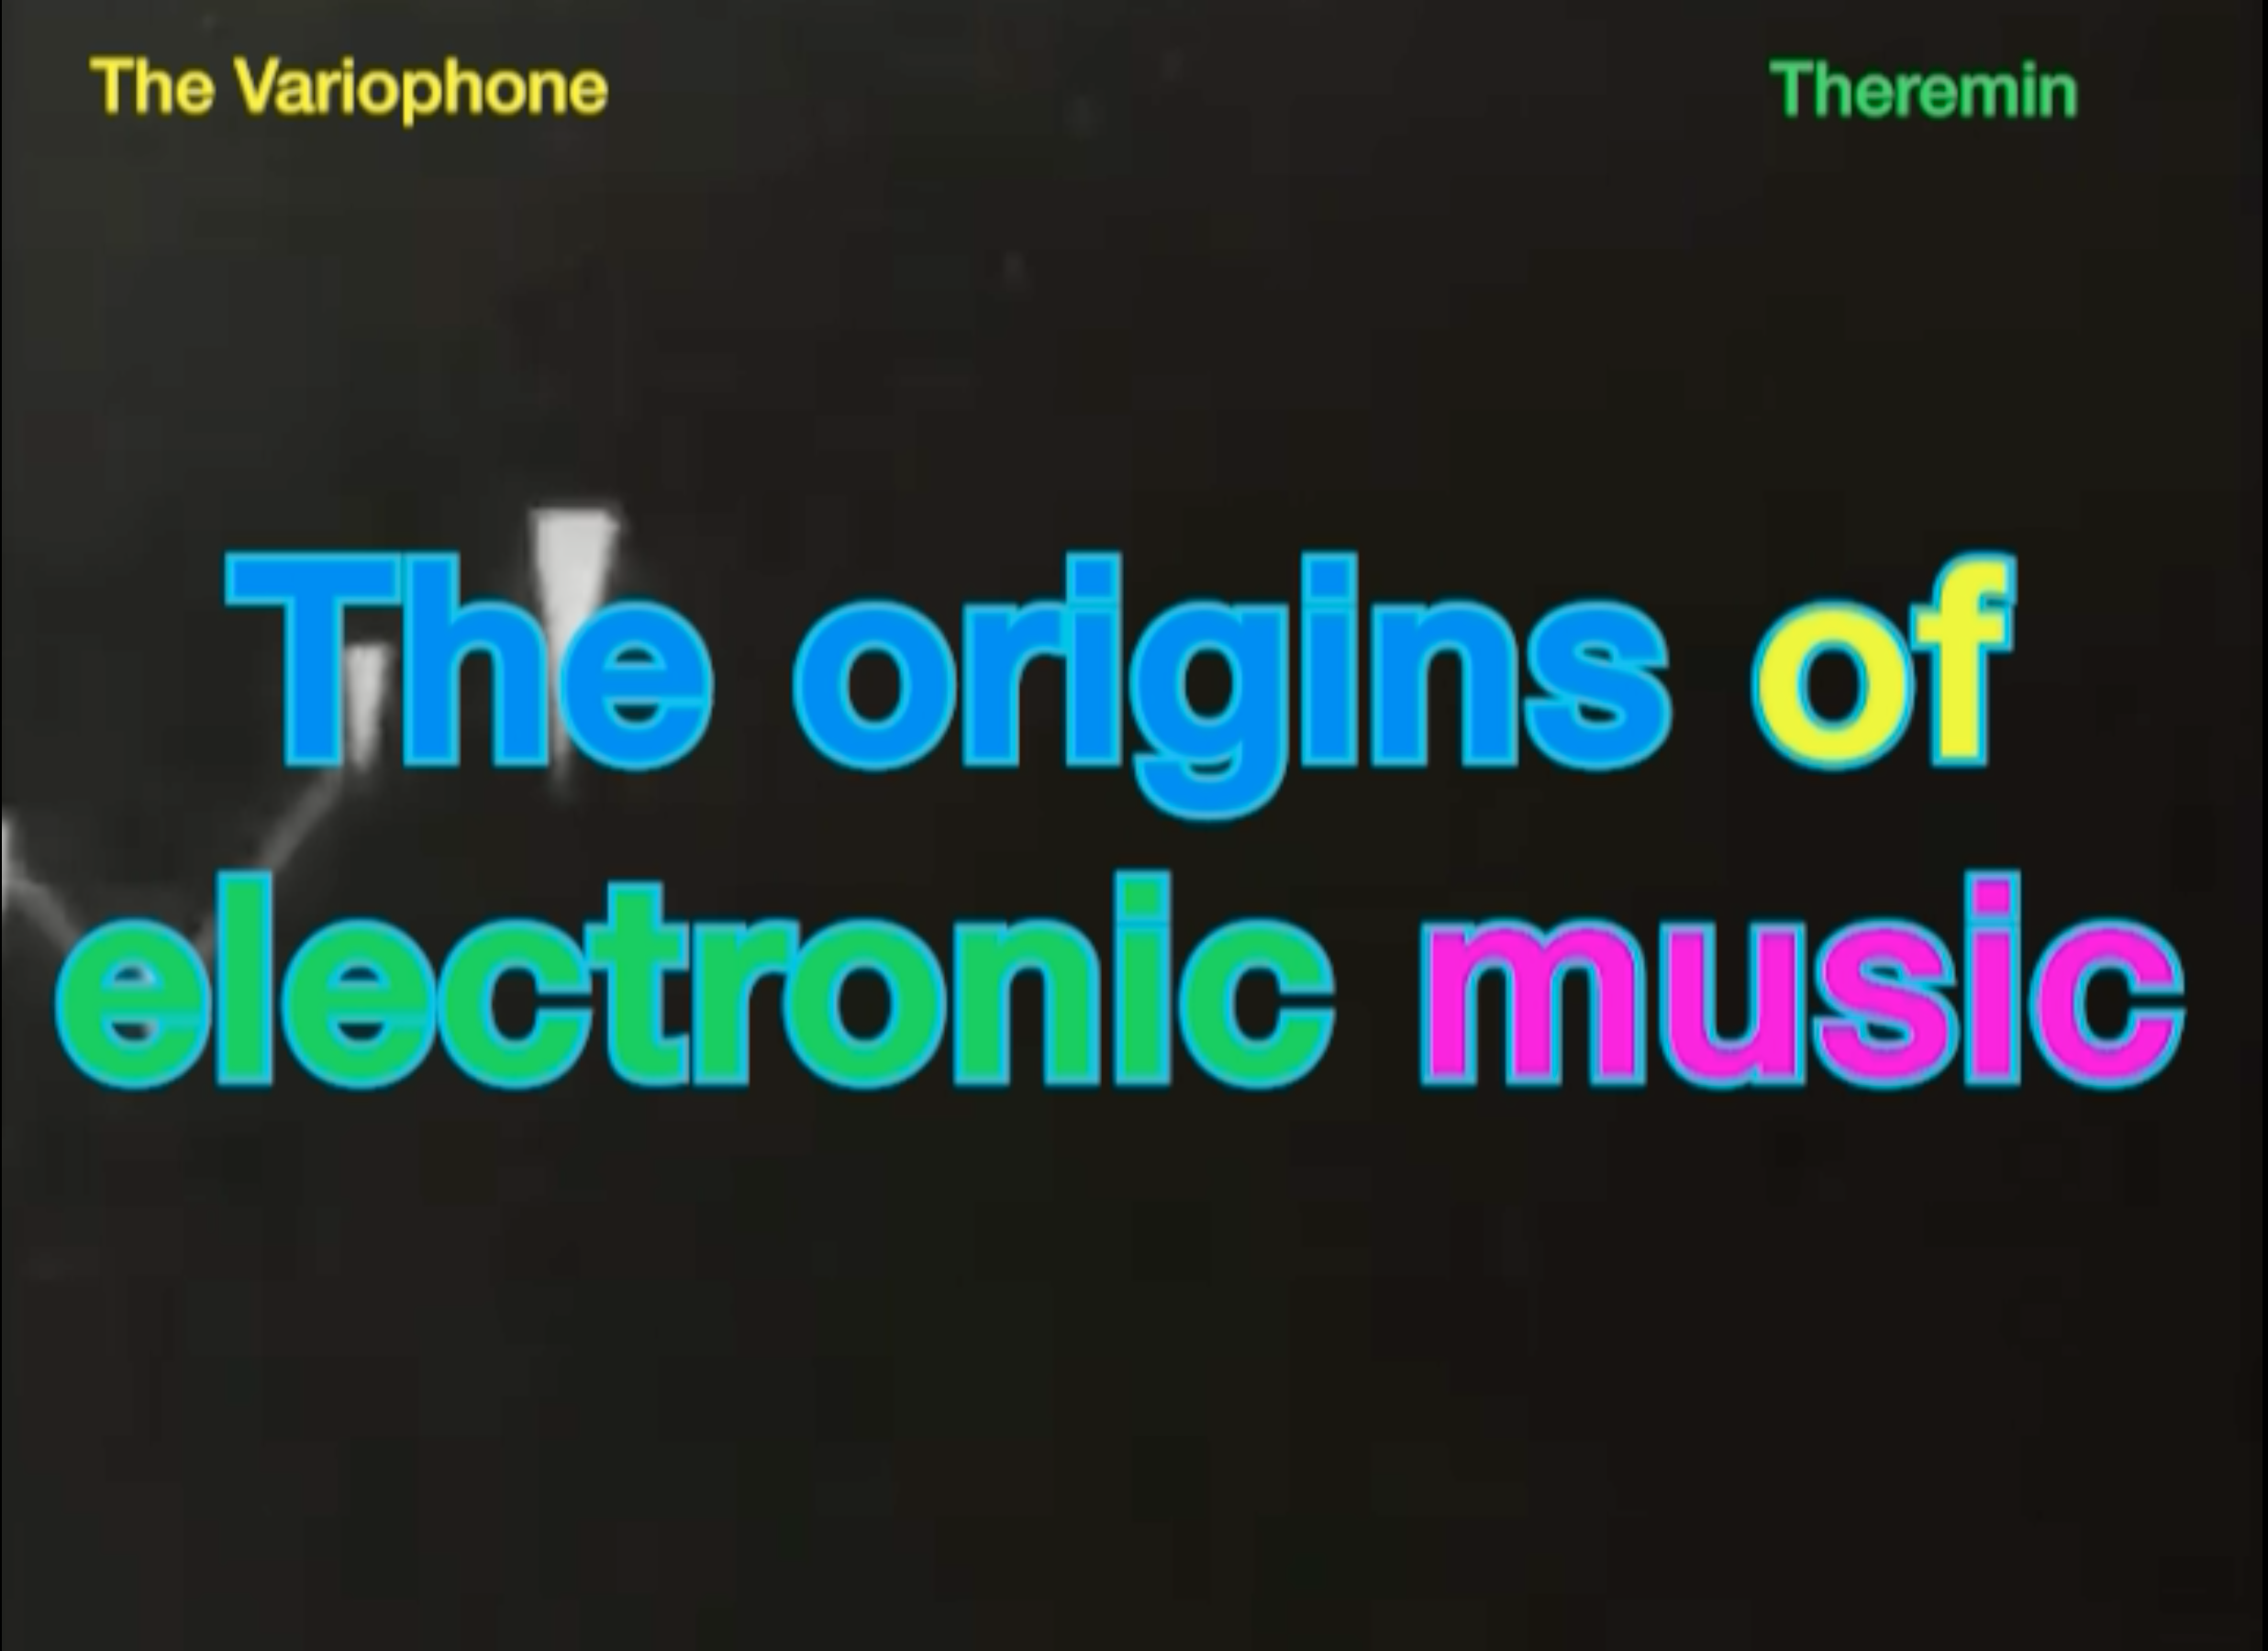 The Variophone
Theremin
The origins of
electronic music